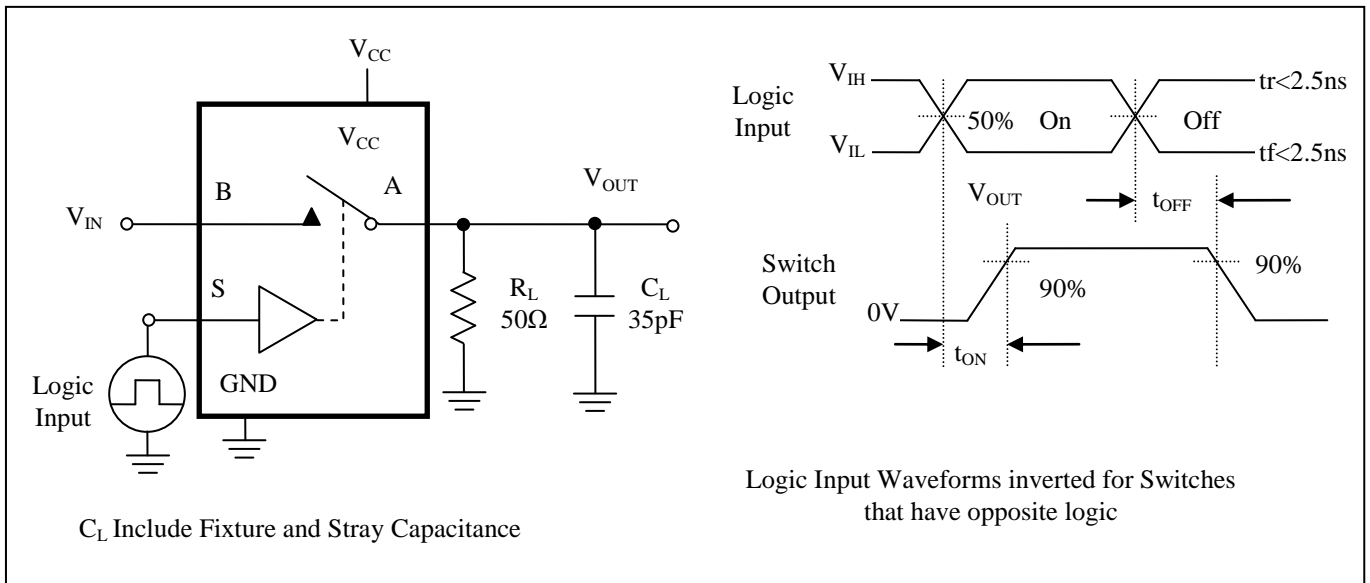 V_CC
V_CC
B
A
V_OUT
V_IN
S
R_L
50Ω
C_L
35pF
GND
Logic
Input
C_L Include Fixture and Stray Capacitance
Logic
Input
V_IH
V_IL
50%
On
Off
tr<2.5ns
tf<2.5ns
V_OUT
t_OFF
Switch
Output
90%
90%
0V
t_ON
Logic Input Waveforms inverted for Switches
that have opposite logic